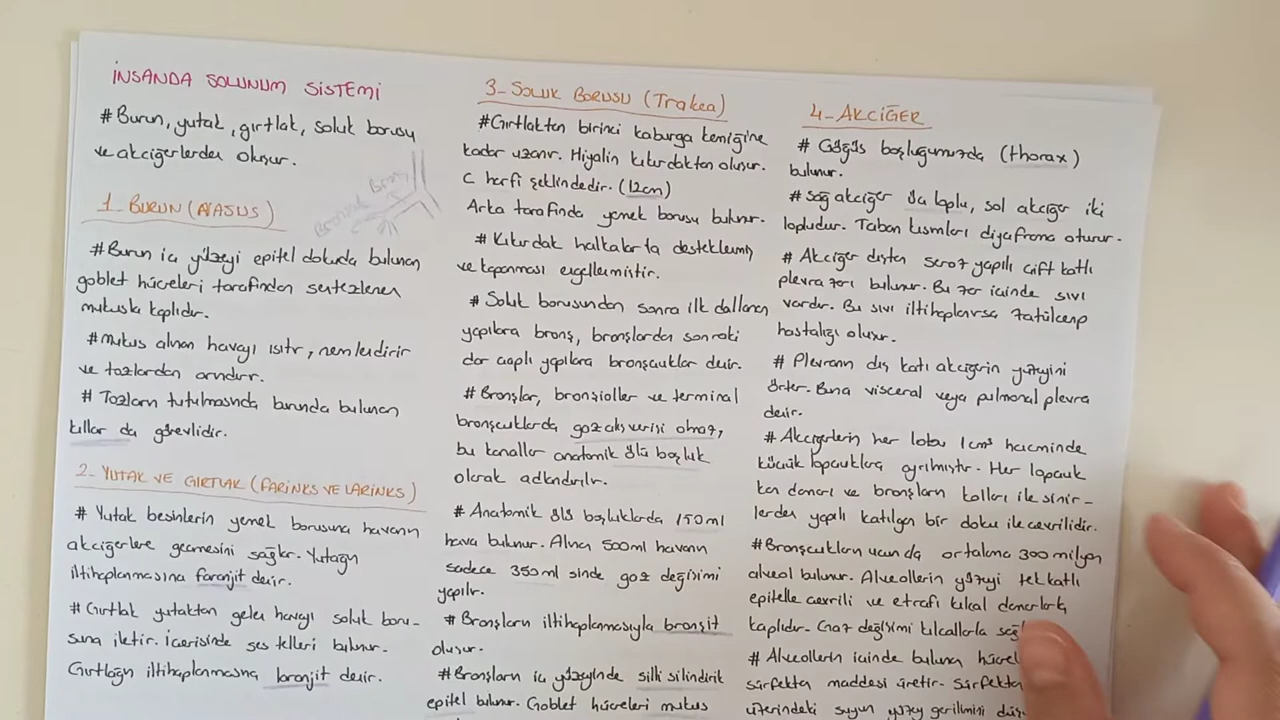 İNSANDA SOLUNUM SİSTEMİ
#Burun, yutak, gırtlak, soluk borusu
ve akciğerlerden oluşur.
1-BURUN (NASUS)
#Burun iç yüzeyi epitel dokuda bulunan
goblet hücreleri tarafından sentezlenen
mukusla kaplıdır.
#Mukus alınan havayı ısıtır, nemlendirir
ve tozlardan arındırır.
# Tozların tutulmasında burunda bulunan
kıllar da görevlidir.
2-YUTAK VE GIRTLAK (FARİNKS VE LARİNKS)
# Yutak besinlerin yemek borusuna havanın
akciğerlere geçmesini sağlar. Yutağın
iltihaplanmasına faranjit denir.
#Gırtlak yutaktan gelen havayı soluk boru-
suna iletir. İçerisinde ses telleri bulunur.
Gırtlağın iltihaplanmasına laranjit denir.
Bronş
3-SOLUK BORUSU (Trakea)
#Gırtlaktan birinci kaburga kemiğine
kadar uzanır. Hiyalin kıkırdaktan oluşur.
C harfi şeklindedir. (12cm)
Arka tarafında yemek borusu bulunur.
# Kıkırdak halkalarla desteklenmiş
ve kapanması engellenmiştir.
# Soluk borusundan sonra ilk dallanan
yapılara bronş, bronşlardan sonraki
dar çaplı yapılara bronşçuklar denir.
# Bronşlar, bronşioller ve terminal
bronşcuklarda gaz alışverişi olmaz,
bu kanallar anatomik ölü boşluk
olarak adlandırılır.
# Anatomik ölü boşluklarda 150ml
hava bulunur. Alınan 500ml havanın
sadece 350ml sinde gaz değişimi
yapılır.
# Bronşların iltihaplanmasıyla bronşit
oluşur.
#Bronşların iç yüzeyinde silli silindirik
epitel bulunur. Goblet hücreleri mukus
4-AKCİĞER
# Göğüs boşluğumuzda (thorax)
bulunur.
# Sağ akciğer üç loplu, sol akciğer iki
lopludur. Taban kısımları diyaframa oturur.
# Akciğer dıştan seroz yapılı çift katlı
plevra zarı bulunur. Bu zar içinde sıvı
vardır. Bu sıvı iltihaplanırsa zatülcenp
hastalığı oluşur.
# Plevranın dış katı akciğerin yüzeyini
örter. Buna visceral veya pulmonal plevra
denir.
# Akciğerlerin her lobu 1cm³ hacminde
küçük lopçuklara ayrılmıştır. Her lopçuk
kan damarı ve bronşların kolları ile sinir-
lerden yapılı katılgan bir doku ile çevrilidir.
#Bronşcukların ucunda ortalama 300 milyon
alveol bulunur. Alveollerin yüzeyi tek katlı
epitelle çevrili ve etrafı kılcal damarlarla
kaplıdır. Gaz değişimi kılcallarla
# Alveollerin içinde bulunan
sürfektan maddesi üretir.
üzerindeki suyun yüzey gerilimini